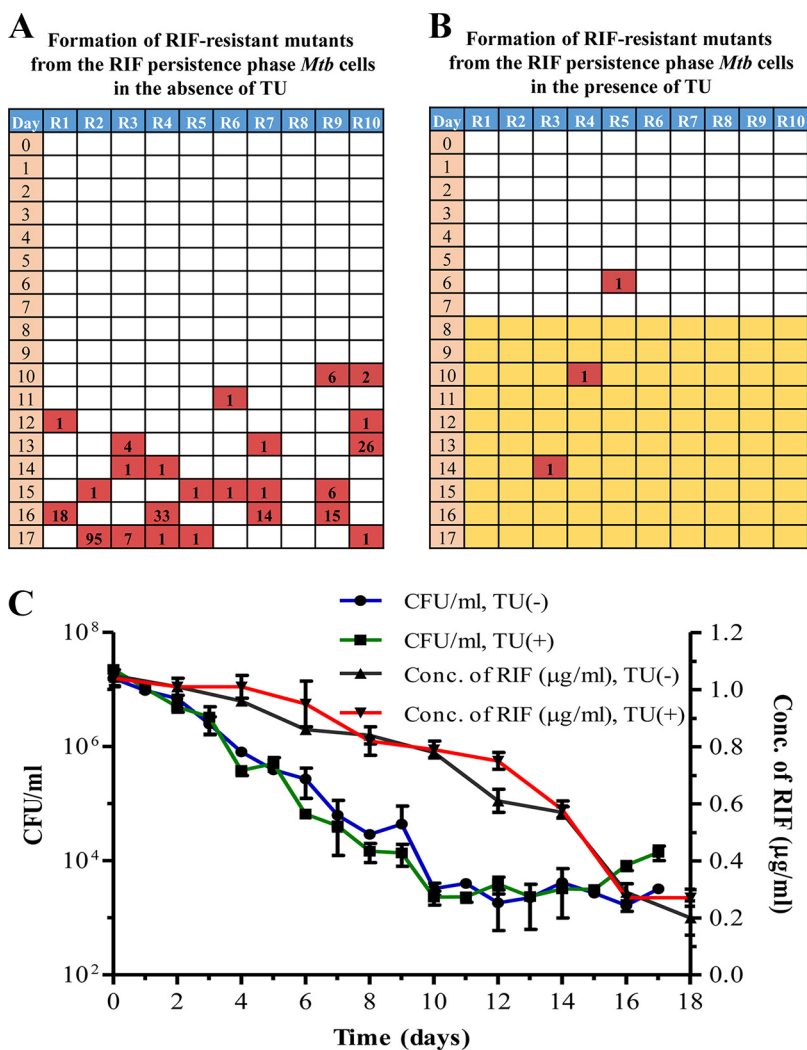 A
Formation of RIF-resistant mutants
from the RIF persistence phase Mtb cells
in the absence of TU
Day R1 R2 R3 R4 R5 R6 R7 R8 R9 R10
0
1
2
3
4
5
6
7
8
9
10 6 2
11 1
12 1 1
13 4 1 26
14 1 1
15 1 1 1 1 6
16 18 33 14 15
17 95 7 1 1 1
B
Formation of RIF-resistant mutants
from the RIF persistence phase Mtb cells
in the presence of TU
Day R1 R2 R3 R4 R5 R6 R7 R8 R9 R10
0
1
2
3
4
5
6 1
7
8
9
10 1
11
12
13
14 1
15
16
17
C
CFU/ml, TU(-)
CFU/ml, TU(+)
Conc. of RIF (µg/ml), TU(-)
Conc. of RIF (µg/ml), TU(+)
CFU/ml
10⁸
10⁶
10⁴
10²
1.2
1.0
0.8
0.6
0.4
0.2
0.0
Conc. of RIF (µg/ml)
0 2 4 6 8 10 12 14 16 18
Time (days)